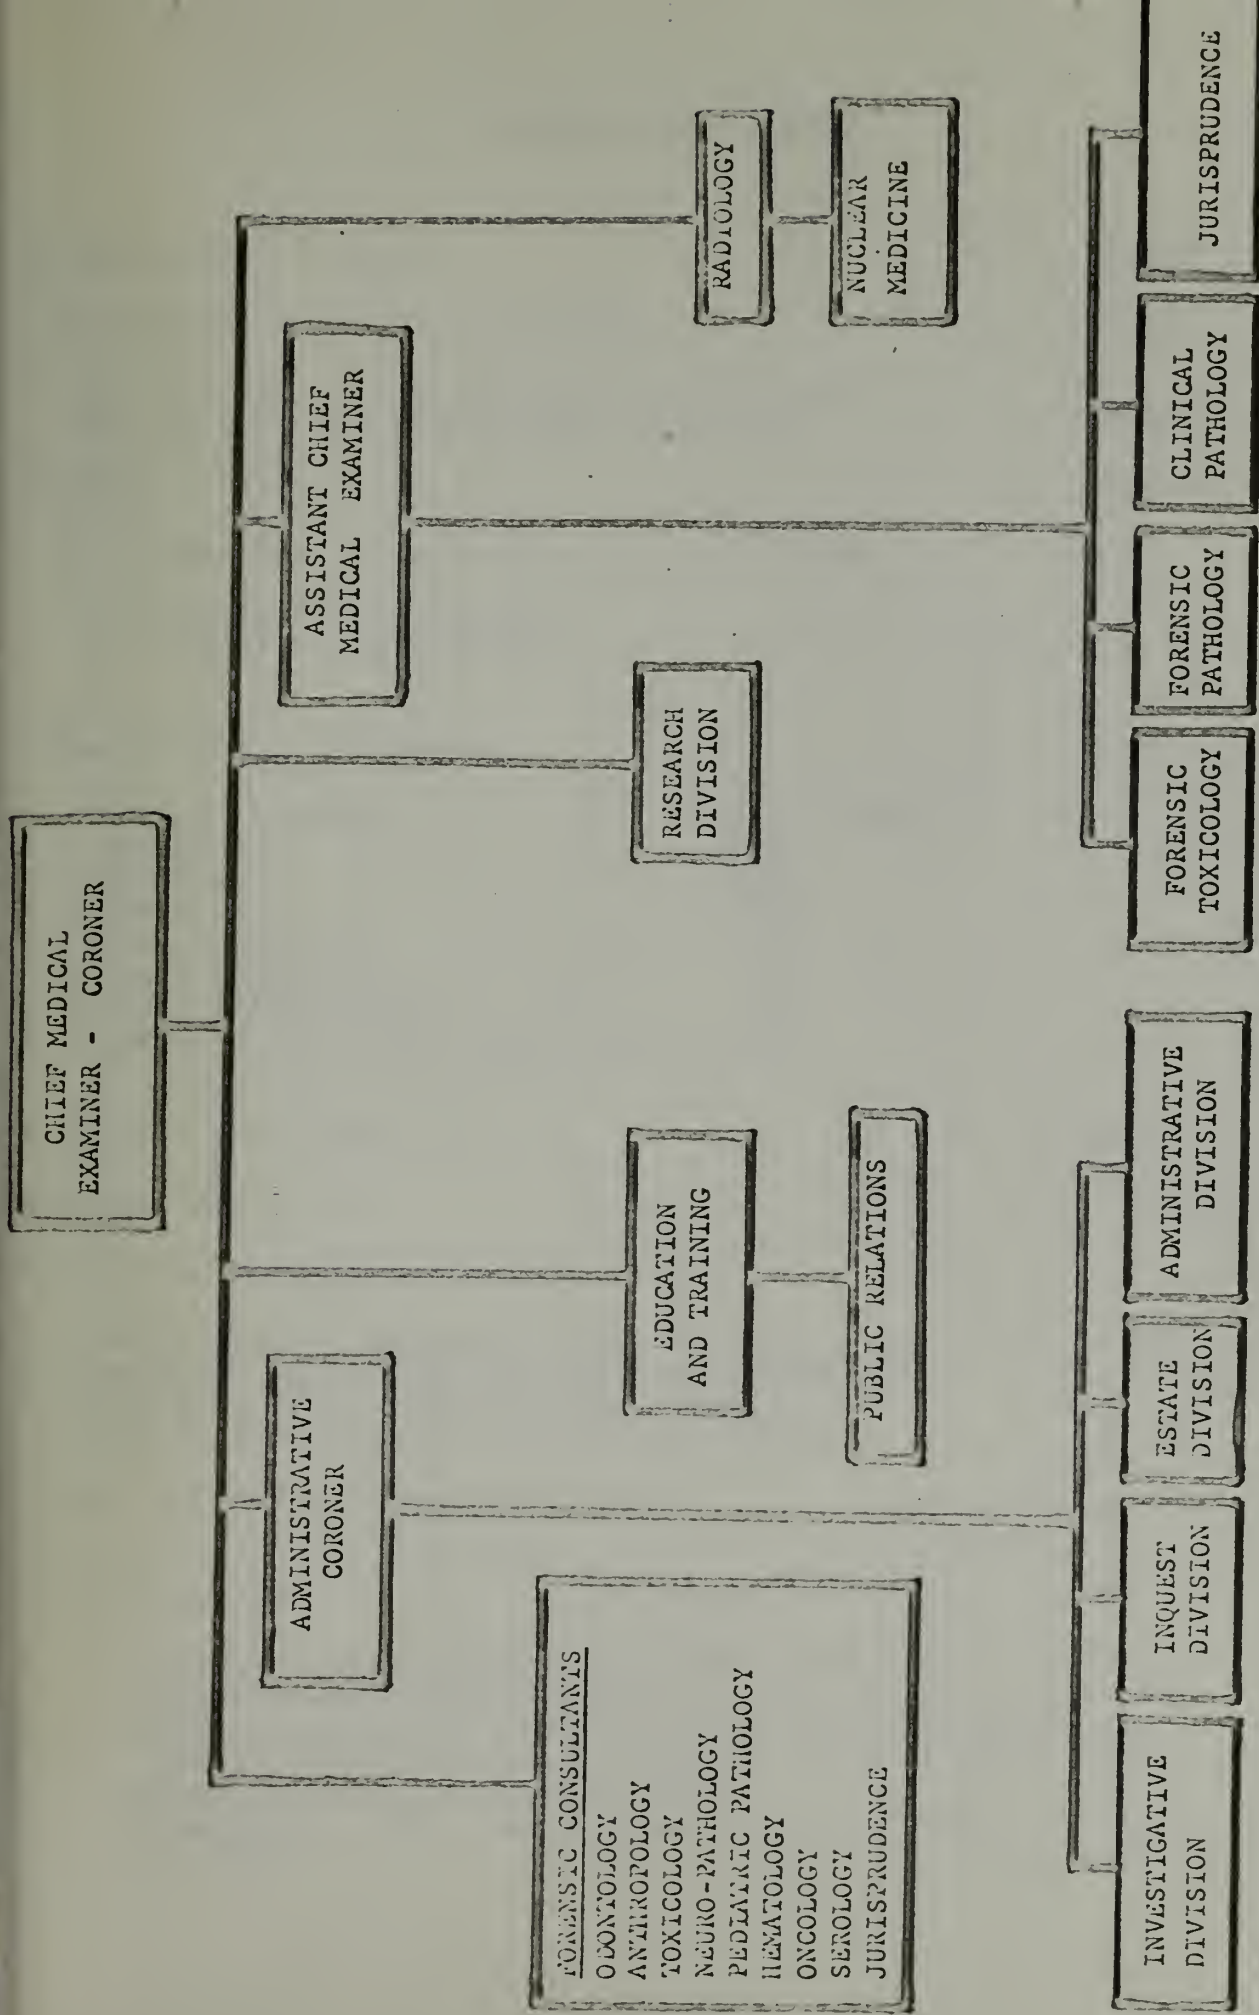 CHIEF MEDICAL
EXAMINER - CORONER
ADMINISTRATIVE
CORONER
ASSISTANT CHIEF
MEDICAL EXAMINER
FORENSIC CONSULTANTS
ODONTOLOGY
ANTHROPOLOGY
TOXICOLOGY
NEURO-PATHOLOGY
PEDIATRIC PATHOLOGY
HEMATOLOGY
ONCOLOGY
SEROLOGY
JURISPRUDENCE
EDUCATION
AND TRAINING
PUBLIC RELATIONS
RESEARCH
DIVISION
RADIOLOGY
NUCLEAR
MEDICINE
INVESTIGATIVE
DIVISION
INQUEST
DIVISION
ESTATE
DIVISION
ADMINISTRATIVE
DIVISION
FORENSIC
TOXICOLOGY
FORENSIC
PATHOLOGY
CLINICAL
PATHOLOGY
JURISPRUDENCE